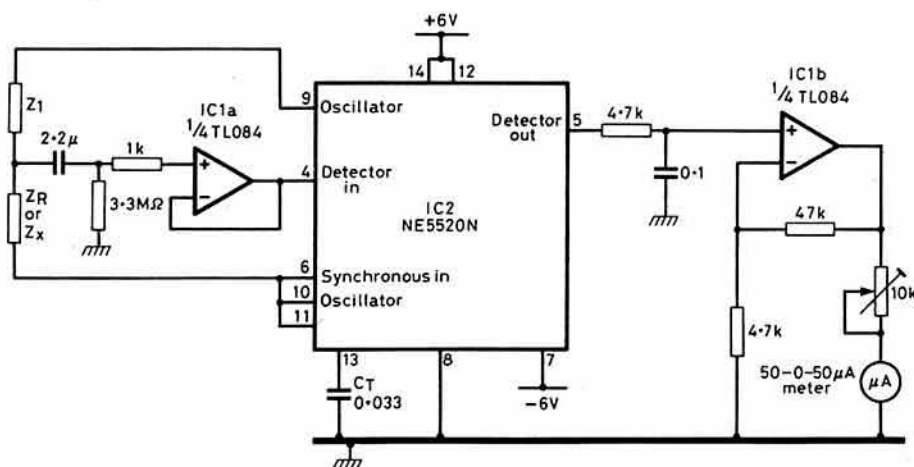 +6V
14
12
IC1a
¼ TL084
IC1b
¼ TL084
9
Oscillator
Z1
2·2µ
1k
+
−
4
Detector in
3·3MΩ
ZR or Zx
IC2
NE5520N
Detector out
5
4·7k
0·1
+
−
47k
10k
6
Synchronous in
10
Oscillator
11
4·7k
13
8
7
CT
0·033
−6V
50-0-50µA
meter
µA